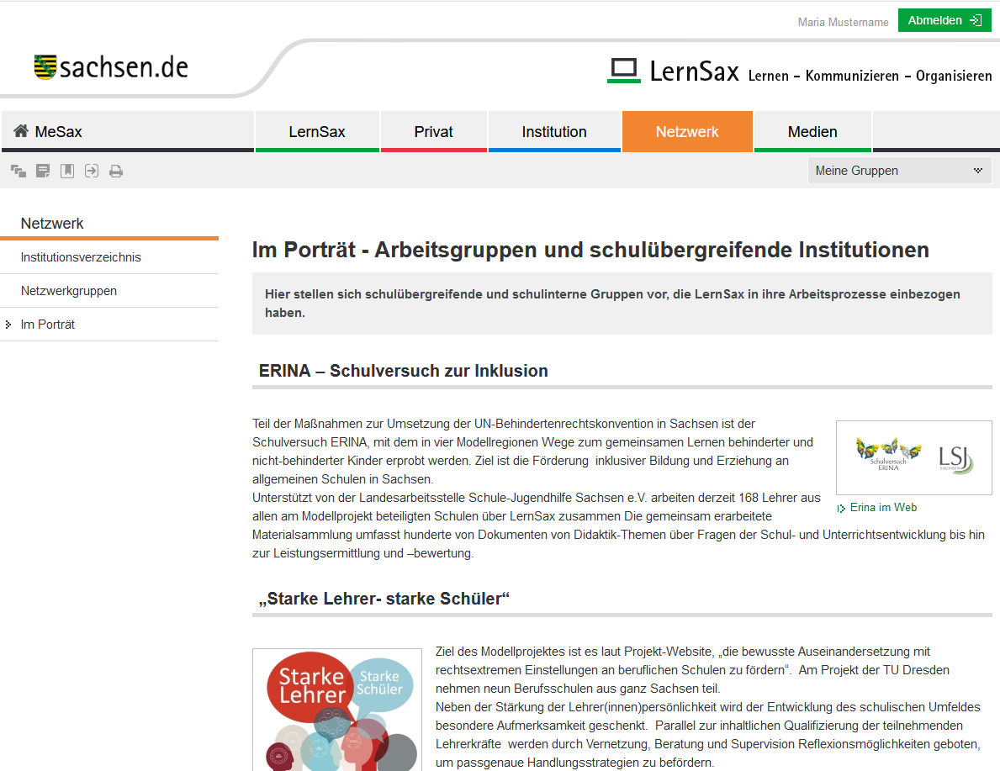 Maria Mustername
Abmelden
sachsen.de
LernSax Lernen – Kommunizieren – Organisieren
MeSax
LernSax
Privat
Institution
Netzwerk
Medien
Meine Gruppen
Netzwerk
Institutionsverzeichnis
Netzwerkgruppen
Im Porträt
Im Porträt - Arbeitsgruppen und schulübergreifende Institutionen
Hier stellen sich schulübergreifende und schulinterne Gruppen vor, die LernSax in ihre Arbeitsprozesse einbezogen
haben.
ERINA – Schulversuch zur Inklusion
Teil der Maßnahmen zur Umsetzung der UN-Behindertenrechtskonvention in Sachsen ist der
Schulversuch ERINA, mit dem in vier Modellregionen Wege zum gemeinsamen Lernen behinderter und
nicht-behinderter Kinder erprobt werden. Ziel ist die Förderung  inklusiver Bildung und Erziehung an
allgemeinen Schulen in Sachsen.
Unterstützt von der Landesarbeitsstelle Schule-Jugendhilfe Sachsen e.V. arbeiten derzeit 168 Lehrer aus
allen am Modellprojekt beteiligten Schulen über LernSax zusammen Die gemeinsam erarbeitete
Materialsammlung umfasst hunderte von Dokumenten von Didaktik-Themen über Fragen der Schul- und Unterrichtsentwicklung bis hin
zur Leistungsermittlung und –bewertung.
Schulversuch
ERINA
LSJ
SACHSEN
Erina im Web
„Starke Lehrer- starke Schüler“
Starke
Lehrer
Starke
Schüler
Ziel des Modellprojektes ist es laut Projekt-Website, „die bewusste Auseinandersetzung mit
rechtsextremen Einstellungen an beruflichen Schulen zu fördern“.  Am Projekt der TU Dresden
nehmen neun Berufsschulen aus ganz Sachsen teil.
Neben der Stärkung der Lehrer(innen)persönlichkeit wird der Entwicklung des schulischen Umfeldes
besondere Aufmerksamkeit geschenkt.  Parallel zur inhaltlichen Qualifizierung der teilnehmenden
Lehrerkräfte  werden durch Vernetzung, Beratung und Supervision Reflexionsmöglichkeiten geboten,
um passgenaue Handlungsstrategien zu befördern.